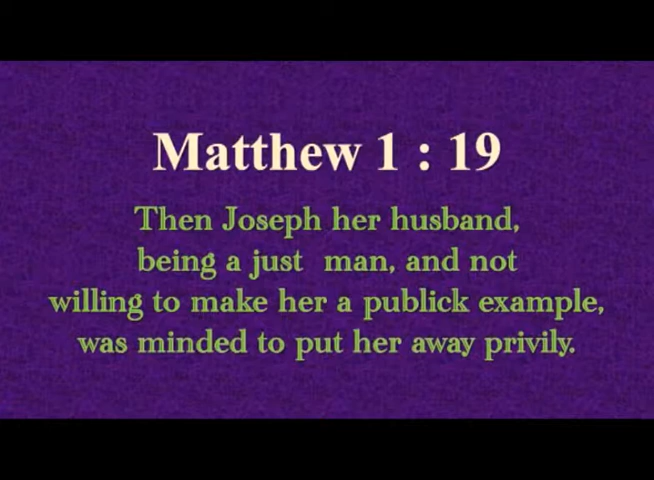 Matthew 1 : 19
Then Joseph her husband,
being a just  man, and not
willing to make her a publick example,
was minded to put her away privily.